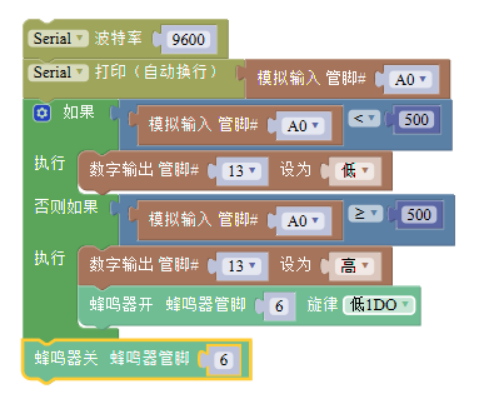 Serial 波特率 9600
Serial 打印（自动换行） 模拟输入 管脚# A0
如果 模拟输入 管脚# A0 < 500
执行 数字输出 管脚# 13 设为 低
否则如果 模拟输入 管脚# A0 ≥ 500
执行 数字输出 管脚# 13 设为 高
蜂鸣器开 蜂鸣器管脚 6 旋律 低1DO
蜂鸣器关 蜂鸣器管脚 6